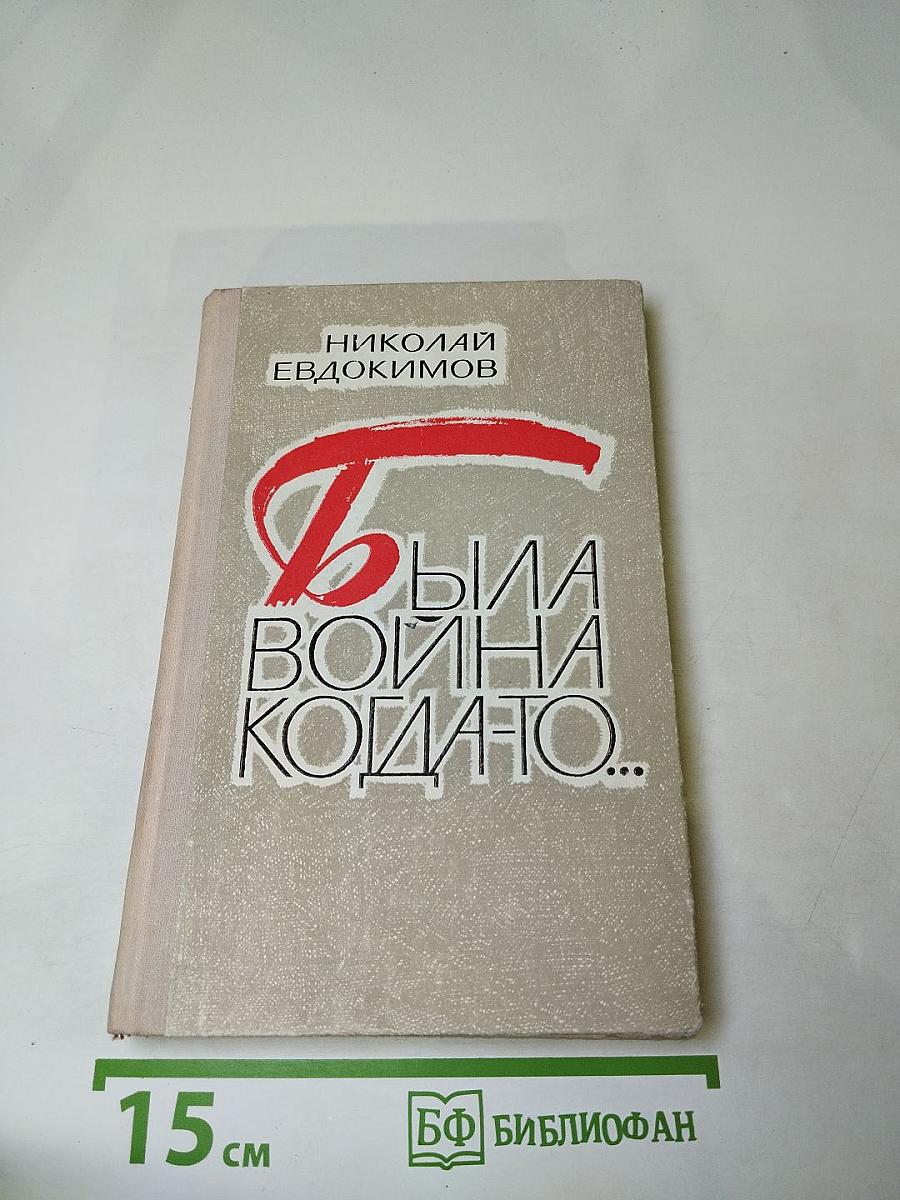 НИКОЛАЙ
ЕВДОКИМОВ
БЫЛА
ВОЙНА
КОГДА-ТО...
15 см
БФ БИБЛИОФАН